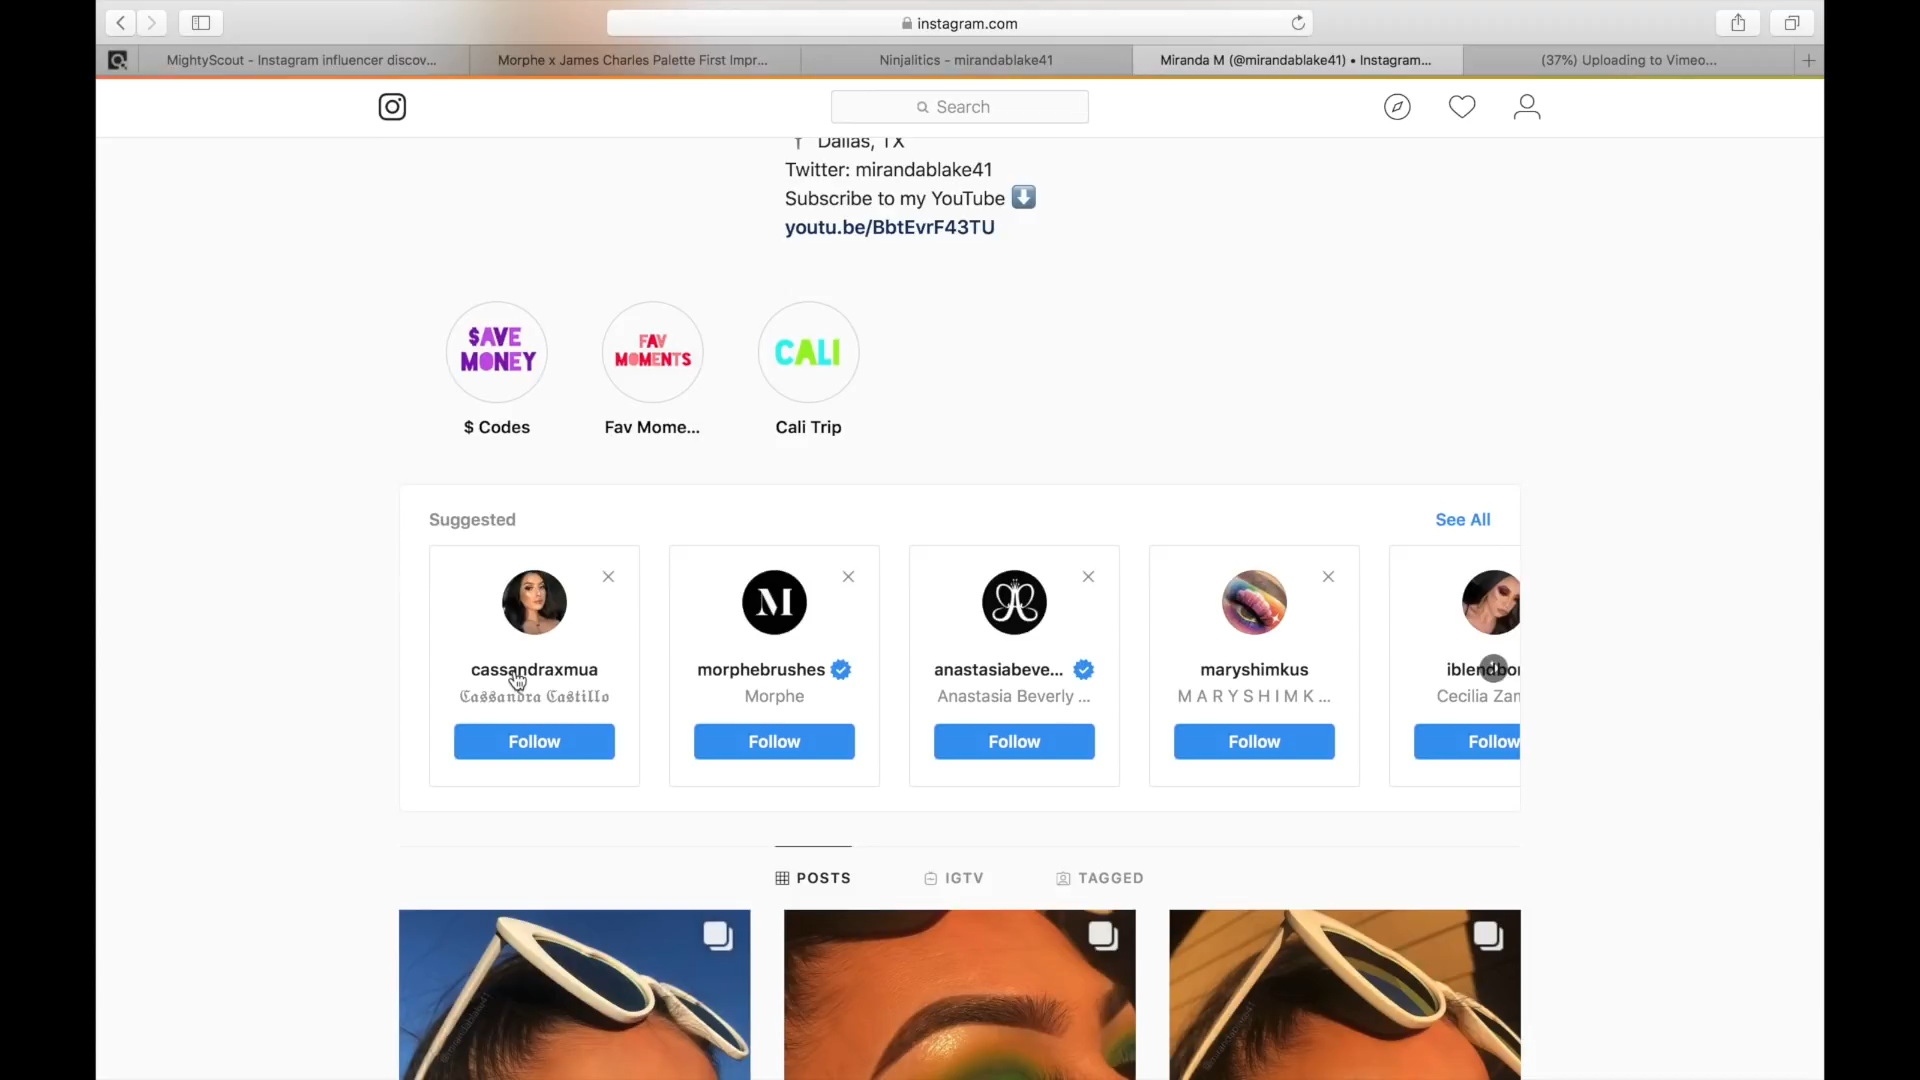 instagram.com
MightyScout - Instagram influencer discov...
Morphe x James Charles Palette First Impr...
Ninjalitics - mirandablake41
Miranda M (@mirandablake41) • Instagram...
(37%) Uploading to Vimeo...
Search
Dallas, TX
Twitter: mirandablake41
Subscribe to my YouTube ⬇️
youtu.be/BbtEvrF43TU
$AVE MONEY
FAV MOMENTS
CALI
$ Codes
Fav Mome...
Cali Trip
Suggested
See All
M
cassandraxmua
morphebrushes
anastasiabeve...
maryshimkus
𝕮𝖆𝖘𝖘𝖆𝖓𝖉𝖗𝖆 𝕮𝖆𝖘𝖙𝖎𝖑𝖑𝖔
Morphe
Anastasia Beverly ...
M A R Y S H I M K ...
Cecilia Zam
Follow
Follow
Follow
Follow
Follow
POSTS
IGTV
TAGGED